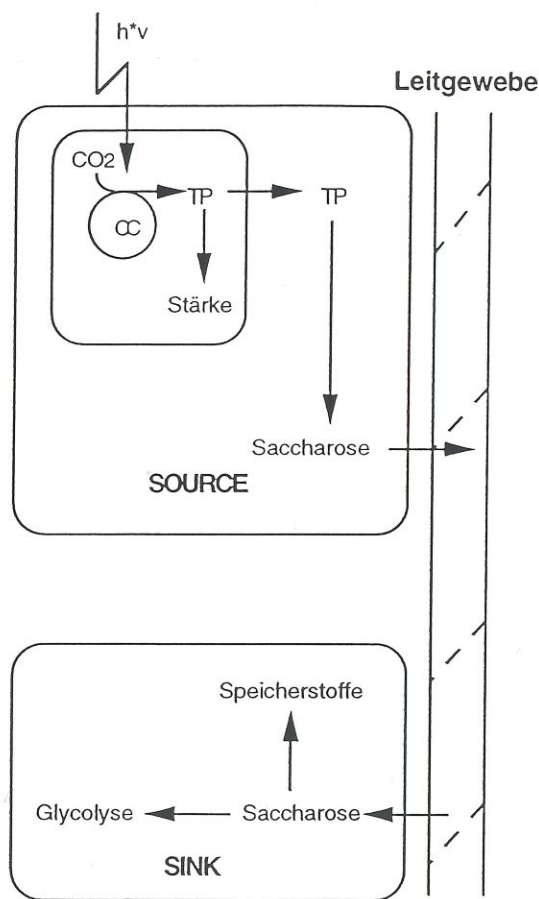 h*v
Leitgewebe
CO2
TP
TP
CC
Stärke
Saccharose
SOURCE
Speicherstoffe
Glycolyse
Saccharose
SINK